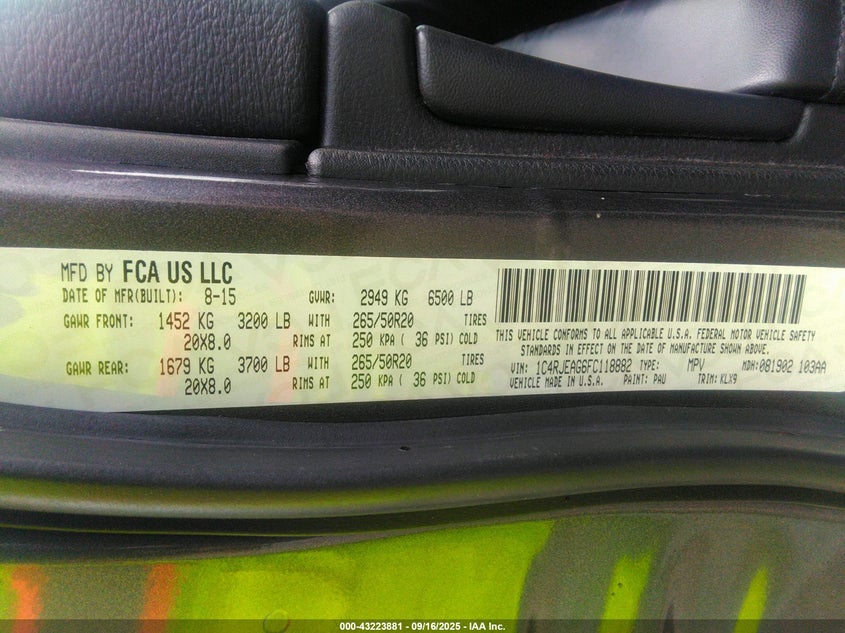 MFD BY FCA US LLC
DATE OF MFR(BUILT): 8-15 GVWR: 2949 KG 6500 LB
GAWR FRONT: 1452 KG 3200 LB WITH 265/50R20 TIRES
20X8.0 RIMS AT 250 KPA ( 36 PSI) COLD
GAWR REAR: 1679 KG 3700 LB WITH 265/50R20 TIRES
20X8.0 RIMS AT 250 KPA ( 36 PSI) COLD
THIS VEHICLE CONFORMS TO ALL APPLICABLE U.S.A. FEDERAL MOTOR VEHICLE SAFETY
STANDARDS IN EFFECT ON THE DATE OF MANUFACTURE SHOWN ABOVE.
VIN: 1C4RJEAG6FC118882 TYPE: MPV MDH: 081902 103AA
VEHICLE MADE IN U.S.A. PAINT: PAU TRIM: KLX9
000-43223881 - 09/16/2025 - IAA Inc.